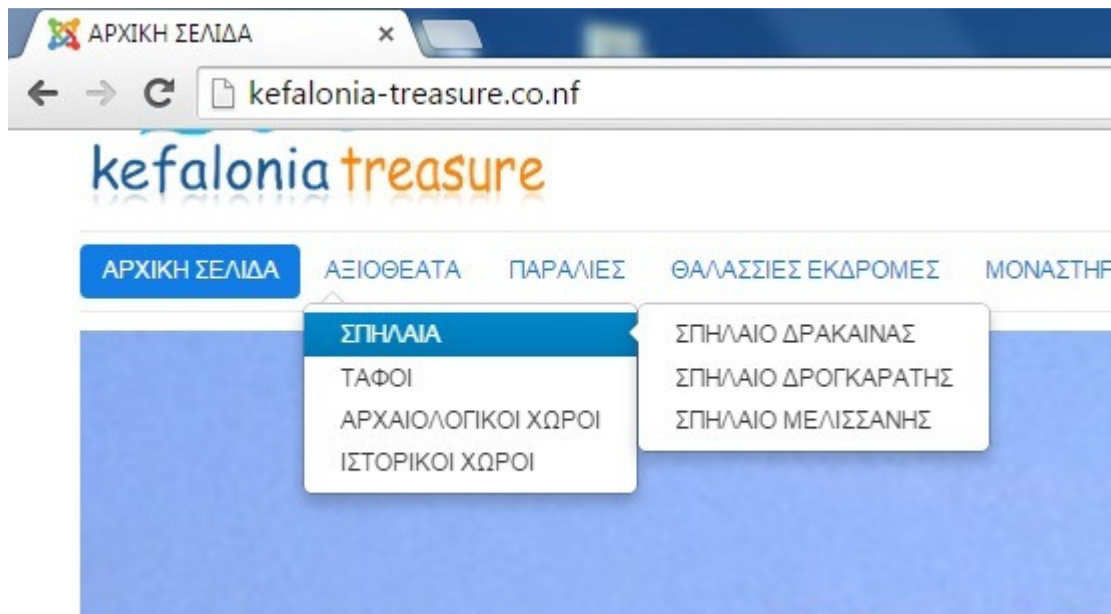 ΑΡΧΙΚΗ ΣΕΛΙΔΑ
kefalonia-treasure.co.nf
kefalonia treasure
ΑΡΧΙΚΗ ΣΕΛΙΔΑ ΑΞΙΟΘΕΑΤΑ ΠΑΡΑΛΙΕΣ ΘΑΛΑΣΣΙΕΣ ΕΚΔΡΟΜΕΣ
ΣΠΗΛΑΙΑ
ΤΑΦΟΙ
ΑΡΧΑΙΟΛΟΓΙΚΟΙ ΧΩΡΟΙ
ΙΣΤΟΡΙΚΟΙ ΧΩΡΟΙ
ΣΠΗΛΑΙΟ ΔΡΑΚΑΙΝΑΣ
ΣΠΗΛΑΙΟ ΔΡΟΓΚΑΡΑΤΗΣ
ΣΠΗΛΑΙΟ ΜΕΛΙΣΣΑΝΗΣ